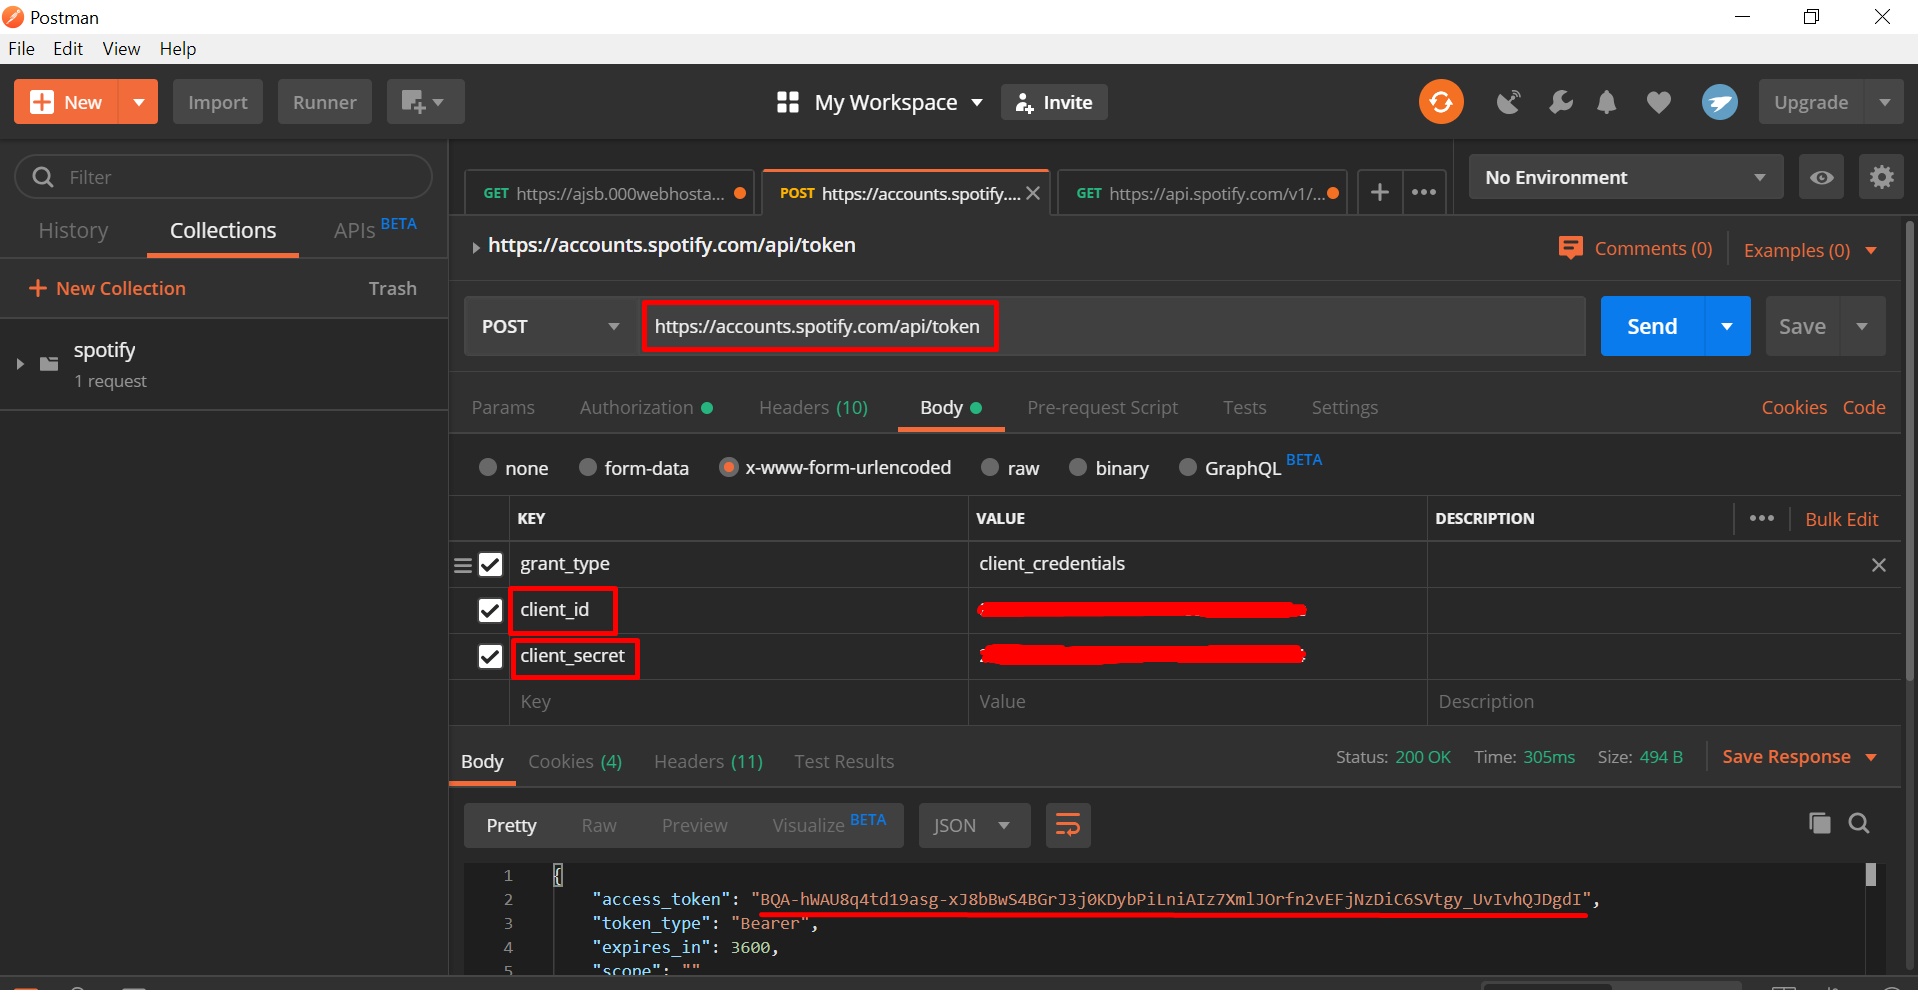 Postman
File Edit View Help
New Import Runner My Workspace Invite Upgrade
Filter
History Collections APIs BETA
New Collection Trash
spotify
1 request
GET https://ajsb.000webhosta... POST https://accounts.spotify.... GET https://api.spotify.com/v1/... No Environment
https://accounts.spotify.com/api/token Comments (0) Examples (0)
POST https://accounts.spotify.com/api/token Send Save
Params Authorization Headers (10) Body Pre-request Script Tests Settings Cookies Code
none form-data x-www-form-urlencoded raw binary GraphQL BETA
KEY VALUE DESCRIPTION Bulk Edit
grant_type client_credentials
client_id
client_secret
Key Value Description
Body Cookies (4) Headers (11) Test Results Status: 200 OK Time: 305ms Size: 494 B Save Response
Pretty Raw Preview Visualize BETA JSON
1 {
2 "access_token": "BQA-hWAU8q4td19asg-xJ8bBwS4BGrJ3j0KDybPiLniAIz7XmlJOrfn2vEFjNzDiC6SVtgy_UvIvhQJDgdI",
3 "token_type": "Bearer",
4 "expires_in": 3600,
5 "scope": ""